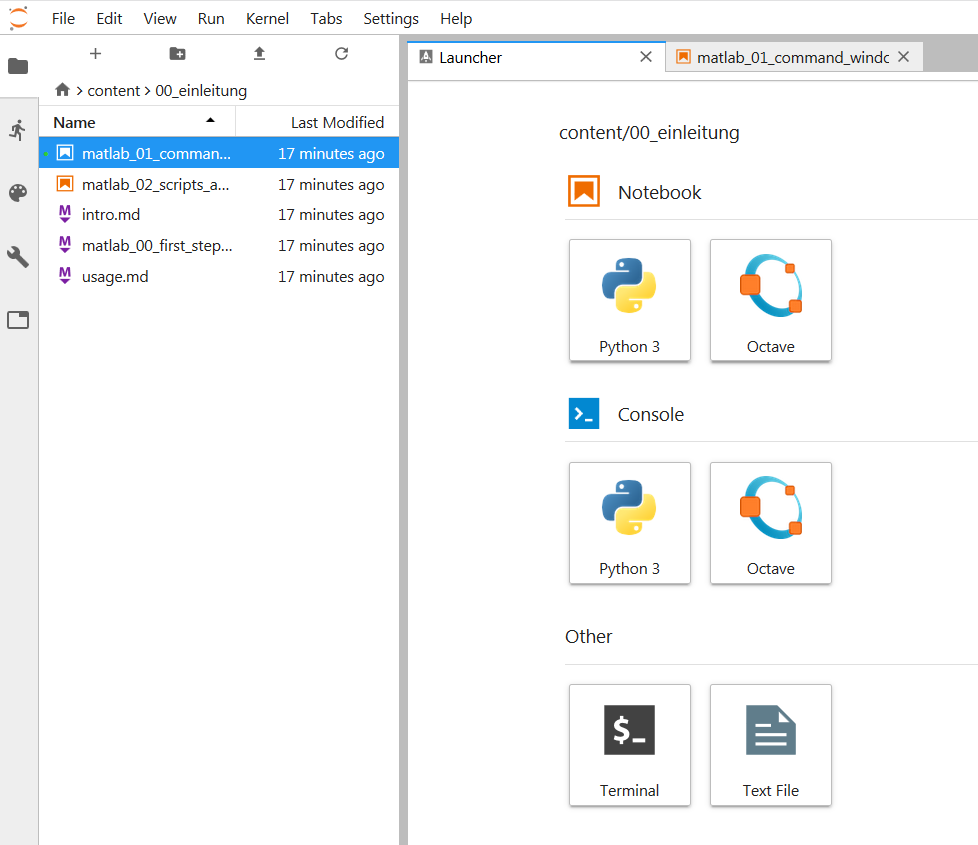 File Edit View Run Kernel Tabs Settings Help
Launcher
matlab_01_command_windc
content 00_einleitung
Name Last Modified
matlab_01_comman... 17 minutes ago
matlab_02_scripts_a... 17 minutes ago
intro.md 17 minutes ago
matlab_00_first_step... 17 minutes ago
usage.md 17 minutes ago
content/00_einleitung
Notebook
Python 3 Octave
Console
Python 3 Octave
Other
$_
Terminal Text File